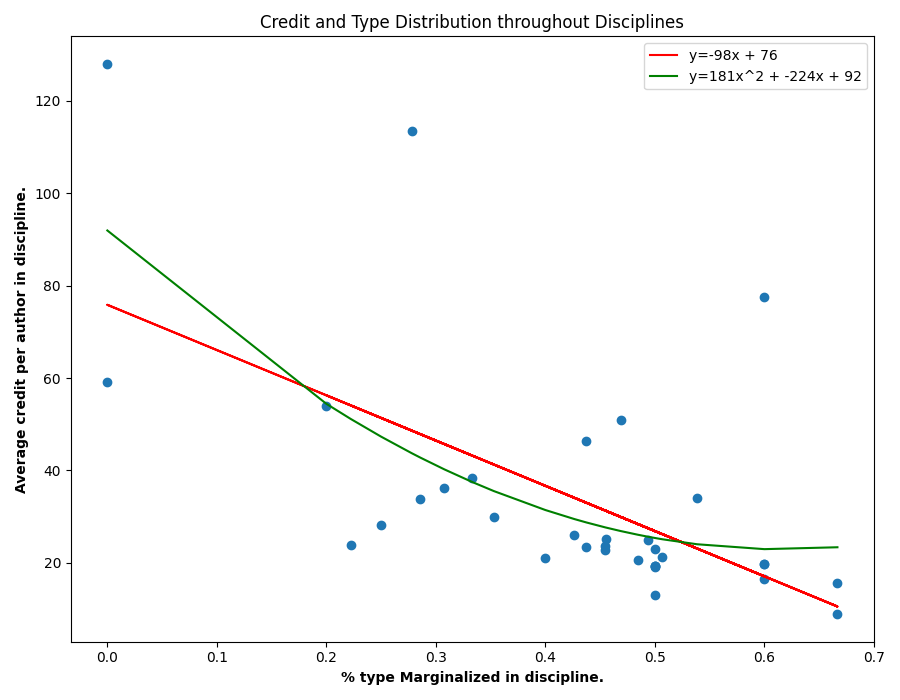 Credit and Type Distribution throughout Disciplines
y=-98x + 76
y=181x^2 + -224x + 92
Average credit per author in discipline.
120
100
80
60
40
20
0.0 0.1 0.2 0.3 0.4 0.5 0.6 0.7
% type Marginalized in discipline.